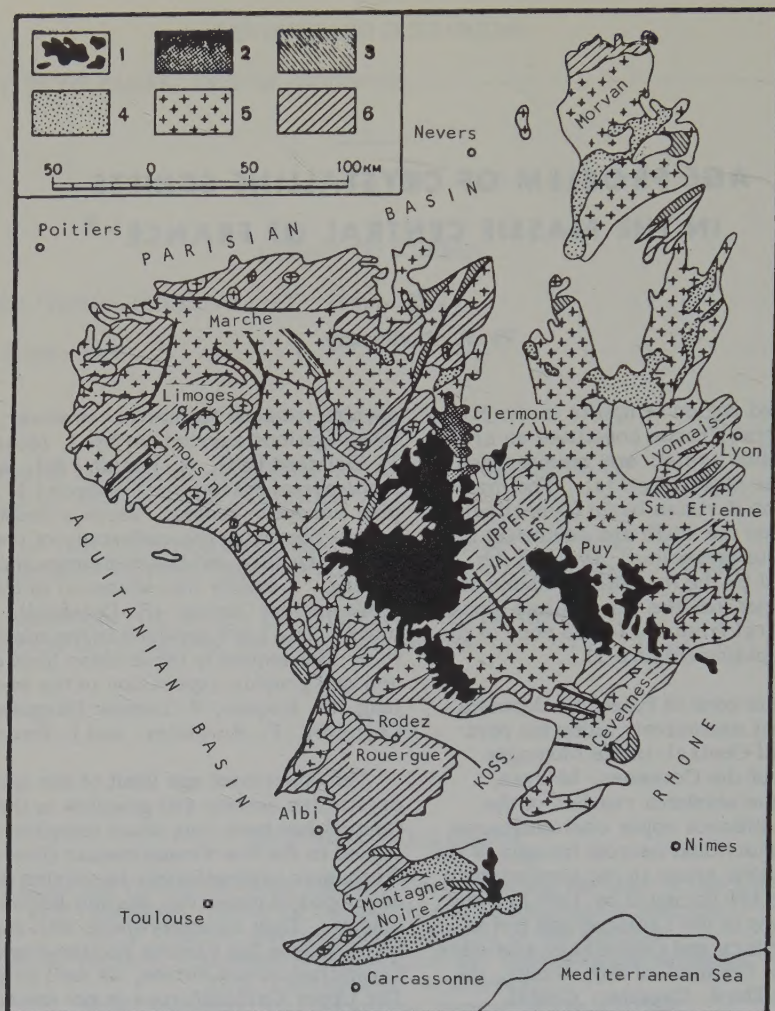 1
2
3
4
5
6
50 0 50 100 KM
Nevers
Morvan
Poitiers
PARISIAN BASIN
Marche
Limoges
Limousin
Clermont
Lyonnais
Lyon
St. Etienne
UPPER
JALLIER
Puy
AQUITANIAN BASIN
Rodez
Rouergue
KOSS.
Cevennes
RHONE
Albi
Nimes
Toulouse
Montagne
Noire
Carcassonne
Mediterranean Sea